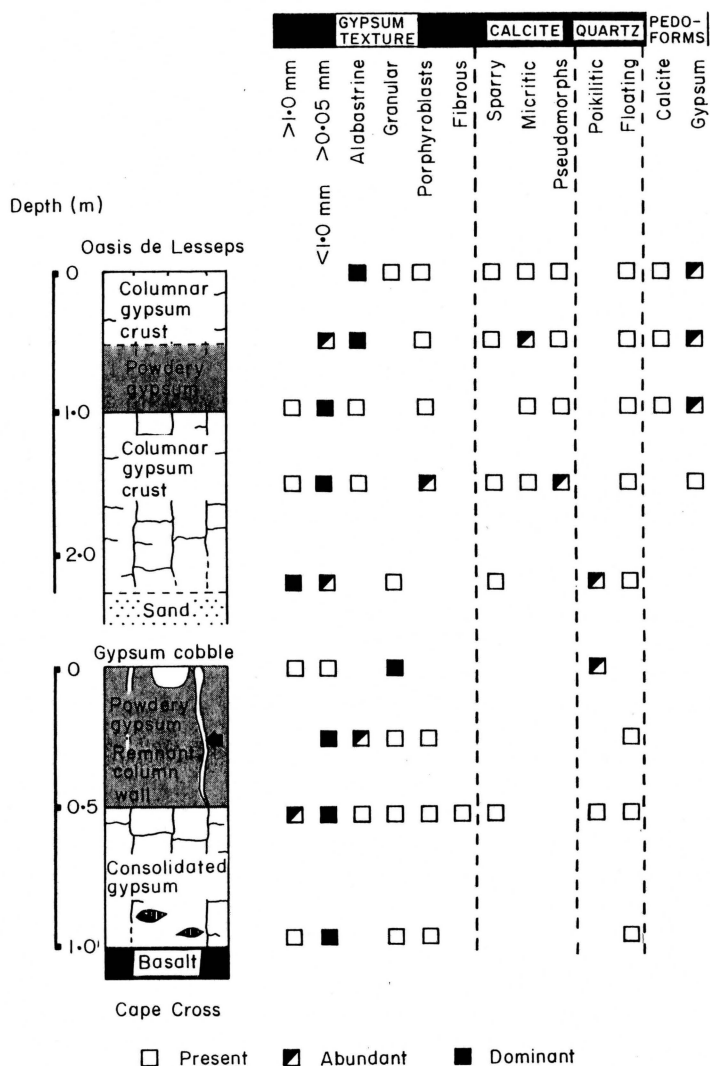 GYPSUM
TEXTURE
CALCITE
QUARTZ
PEDO-
FORMS
>1·0 mm
<1·0 mm >0·05 mm
Alabastrine
Granular
Porphyroblasts
Fibrous
Sparry
Micritic
Pseudomorphs
Poikilitic
Floating
Calcite
Gypsum
Depth (m)
Oasis de Lesseps
0
Columnar
gypsum
crust
Powdery
gypsum
1·0
Columnar
gypsum
crust
2·0
Sand
Gypsum cobble
0
Powdery
gypsum
Remnant
column
wall
0·5
Consolidated
gypsum
1·0
Basalt
Cape Cross
Present
Abundant
Dominant